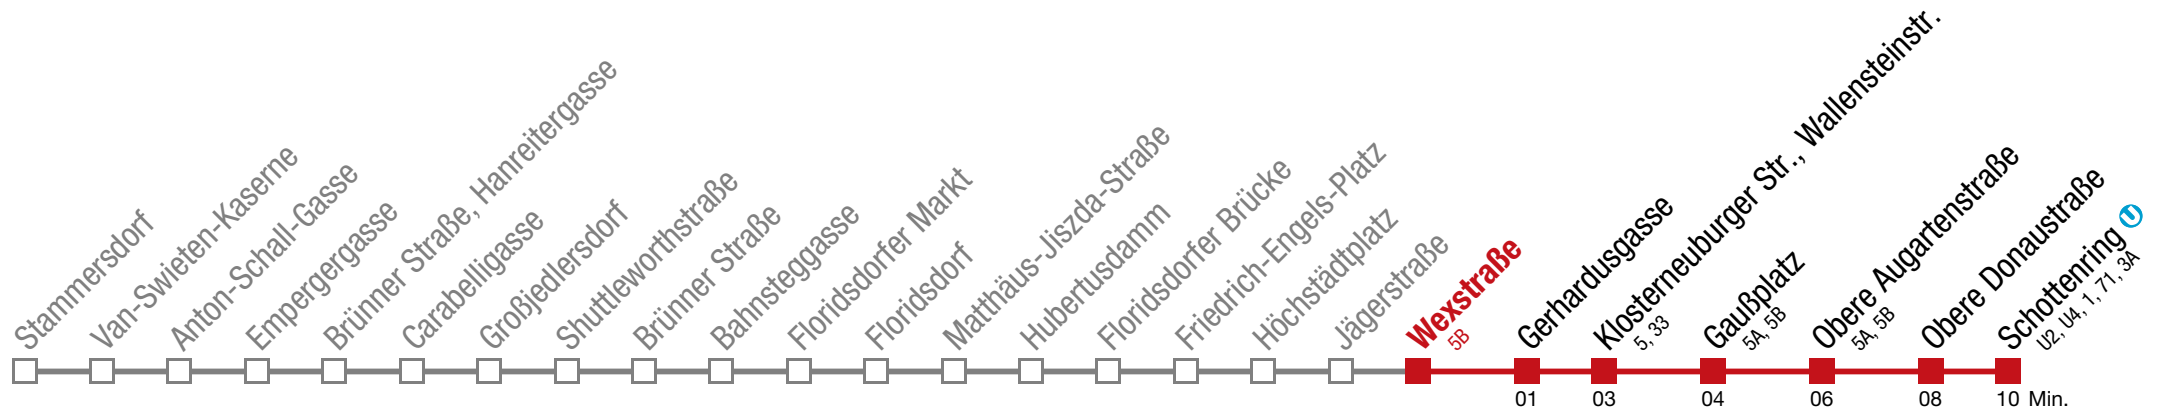 Stammersdorf
Van-Swieten-Kaserne
Anton-Schall-Gasse
Empergergasse
Brünner Straße, Hanreitergasse
Carabelligasse
Großjedlersdorf
Shuttleworthstraße
Brünner Straße
Bahnsteggasse
Floridsdorfer Markt
Floridsdorf
Matthäus-Jiszda-Straße
Hubertusdamm
Floridsdorfer Brücke
Friedrich-Engels-Platz
Höchstädtplatz
Jägerstraße
Wexstraße
5B
Gerhardusgasse
Klosterneuburger Str., Wallensteinstr.
5, 33
Gaußplatz
5A, 5B
Obere Augartenstraße
5A, 5B
Obere Donaustraße
Schottenring U
U2, U4, 1, 71, 3A
01 03 04 06 08 10 Min.